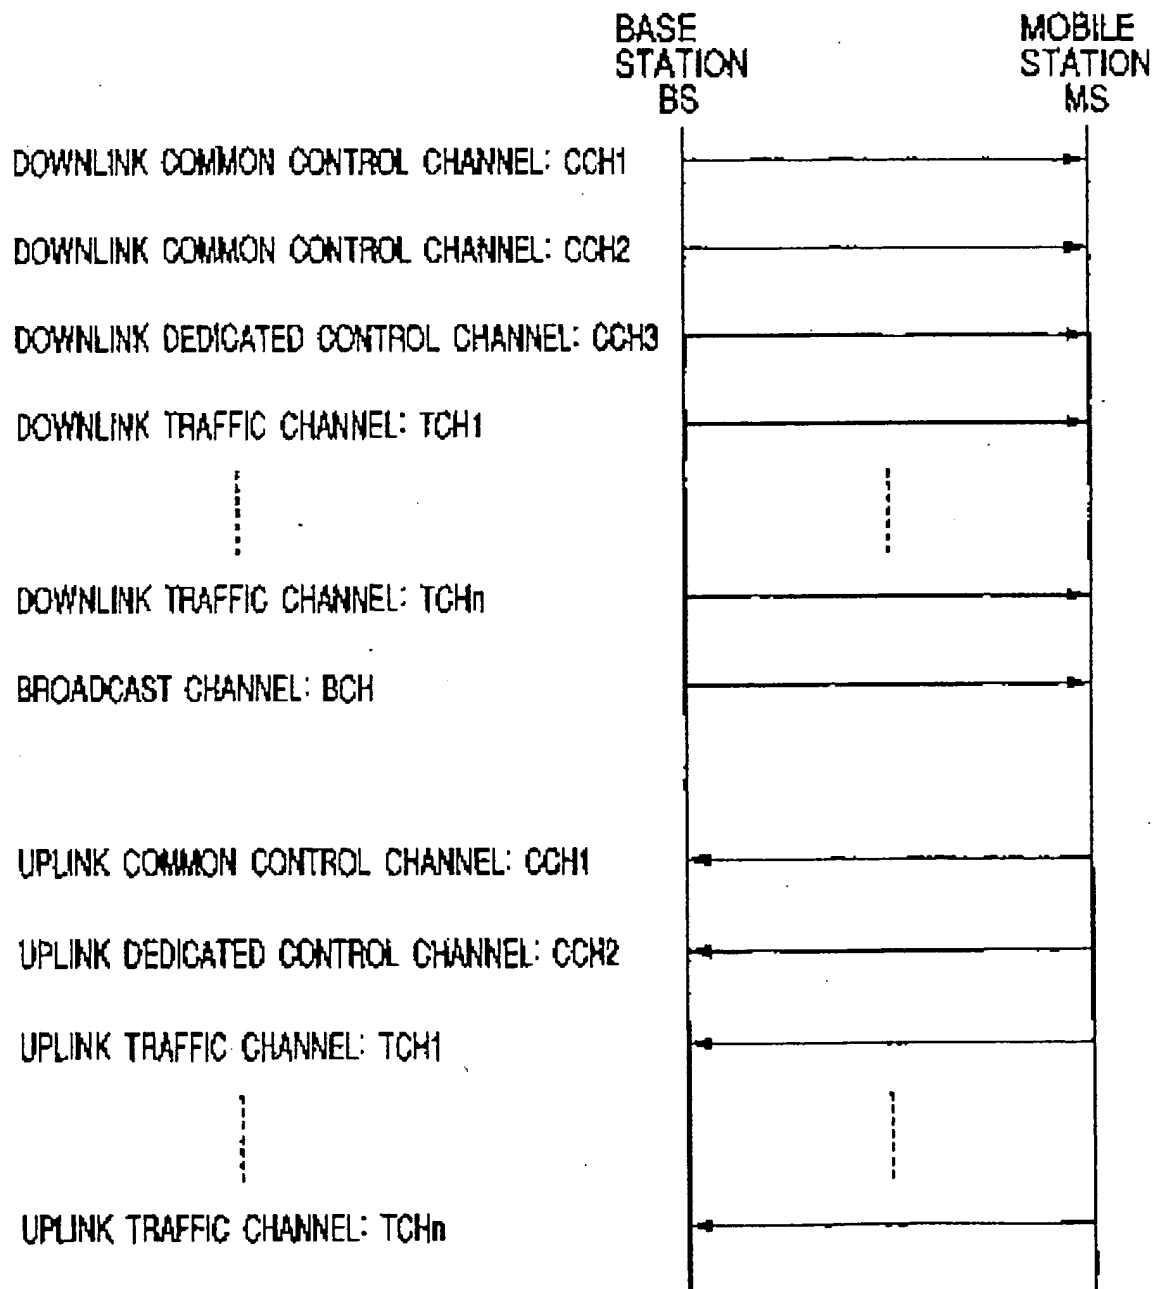 BASE
STATION
BS
MOBILE
STATION
MS
DOWNLINK COMMON CONTROL CHANNEL: CCH1
DOWNLINK COMMON CONTROL CHANNEL: CCH2
DOWNLINK DEDICATED CONTROL CHANNEL: CCH3
DOWNLINK TRAFFIC CHANNEL: TCH1
DOWNLINK TRAFFIC CHANNEL: TCHn
BROADCAST CHANNEL: BCH
UPLINK COMMON CONTROL CHANNEL: CCH1
UPLINK DEDICATED CONTROL CHANNEL: CCH2
UPLINK TRAFFIC CHANNEL: TCH1
UPLINK TRAFFIC CHANNEL: TCHn